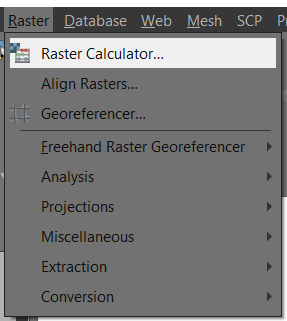 Raster Database Web Mesh SCP
Raster Calculator...
Align Rasters...
Georeferencer...
Freehand Raster Georeferencer
Analysis
Projections
Miscellaneous
Extraction
Conversion